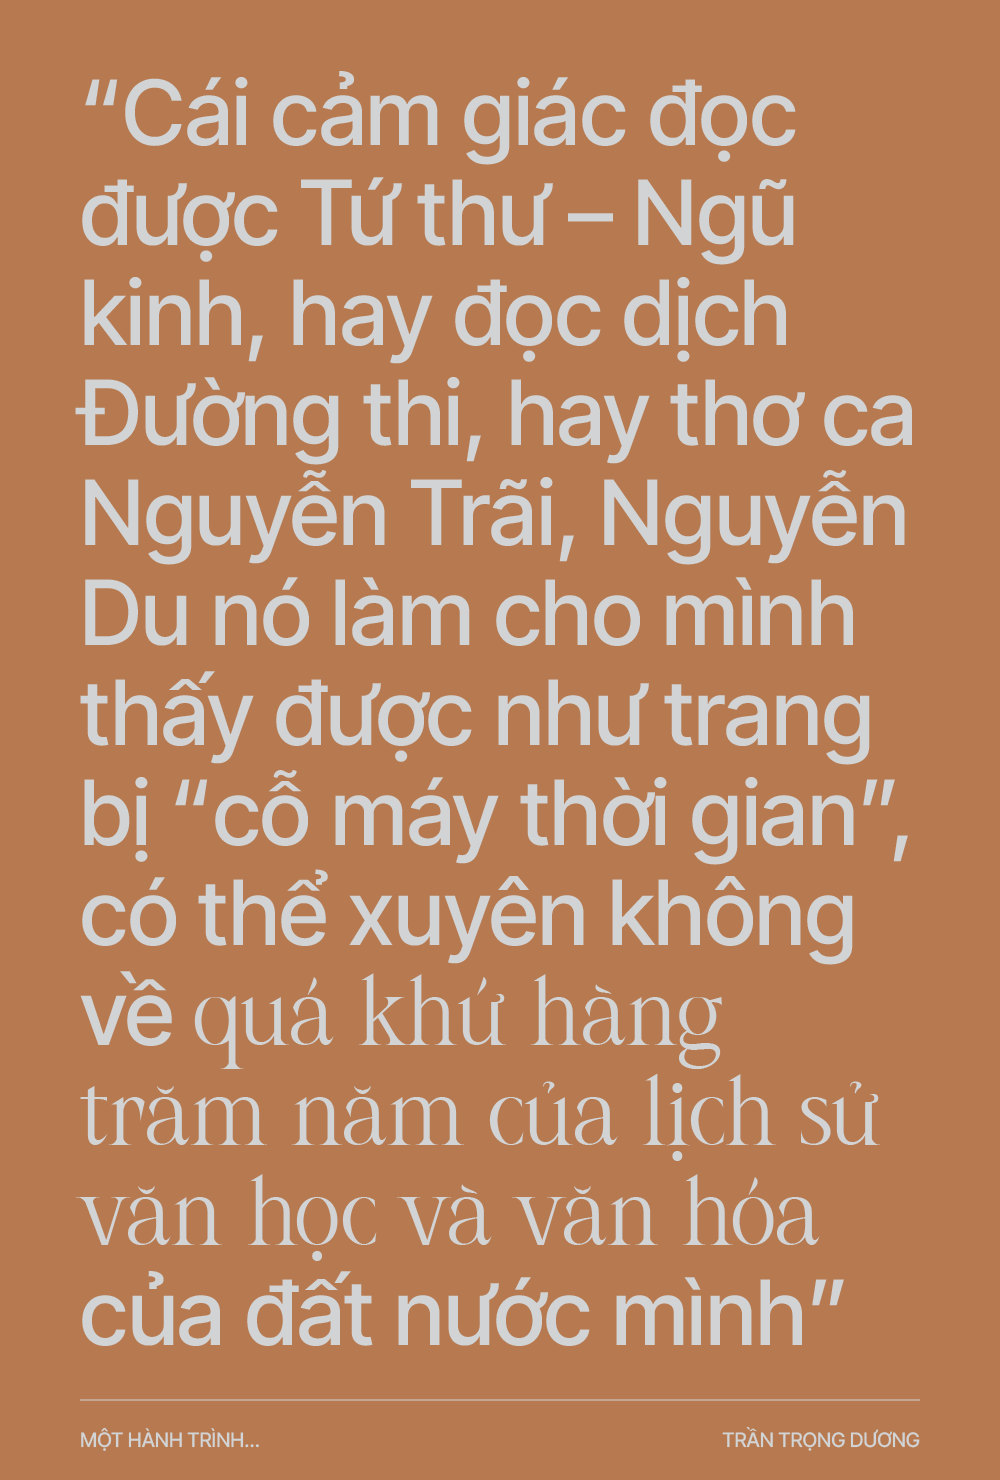 “Cái cảm giác đọc
được Tứ thư – Ngũ
kinh, hay đọc dịch
Đường thi, hay thơ ca
Nguyễn Trãi, Nguyễn
Du nó làm cho mình
thấy được như trang
bị “cỗ máy thời gian”,
có thể xuyên không
về quá khứ hàng
trăm năm của lịch sử
văn học và văn hóa
của đất nước mình”
MỘT HÀNH TRÌNH...
TRẦN TRỌNG DƯƠNG